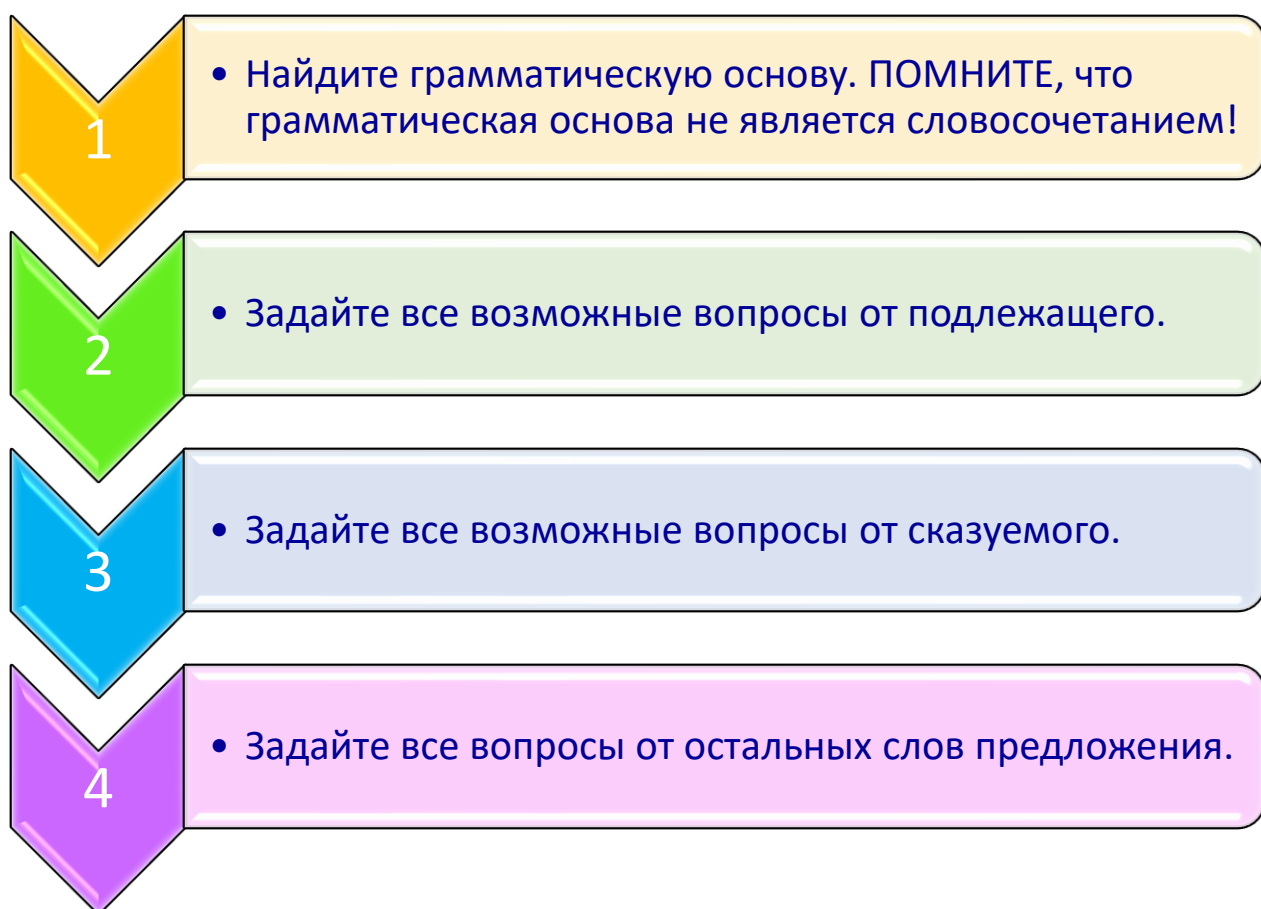 1
• Найдите грамматическую основу. ПОМНИТЕ, что
грамматическая основа не является словосочетанием!
2
• Задайте все возможные вопросы от подлежащего.
3
• Задайте все возможные вопросы от сказуемого.
4
• Задайте все вопросы от остальных слов предложения.